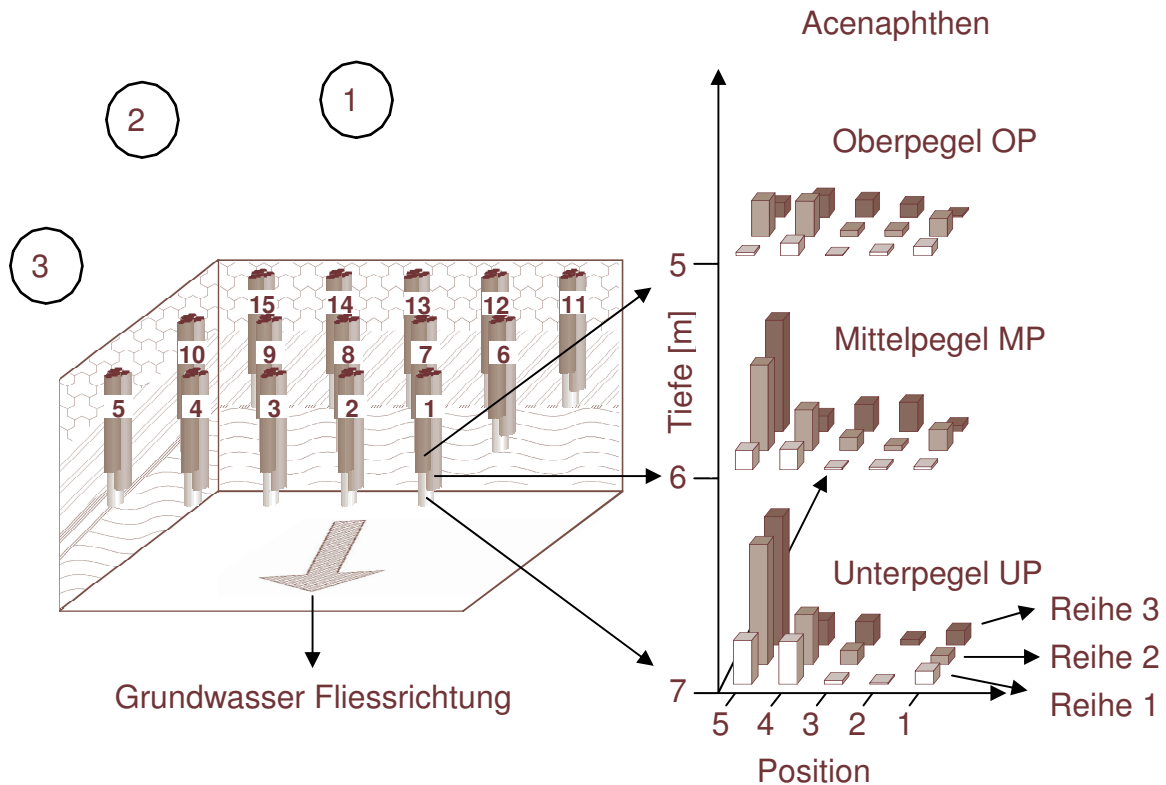 Acenaphthen
1
2
3
Oberpegel OP
5
15 14 13 12 11
10 9 8 7 6
5 4 3 2 1
Mittelpegel MP
Tiefe [m]
6
Unterpegel UP
Reihe 3
Reihe 2
Reihe 1
7
5 4 3 2 1
Grundwasser Fliessrichtung
Position